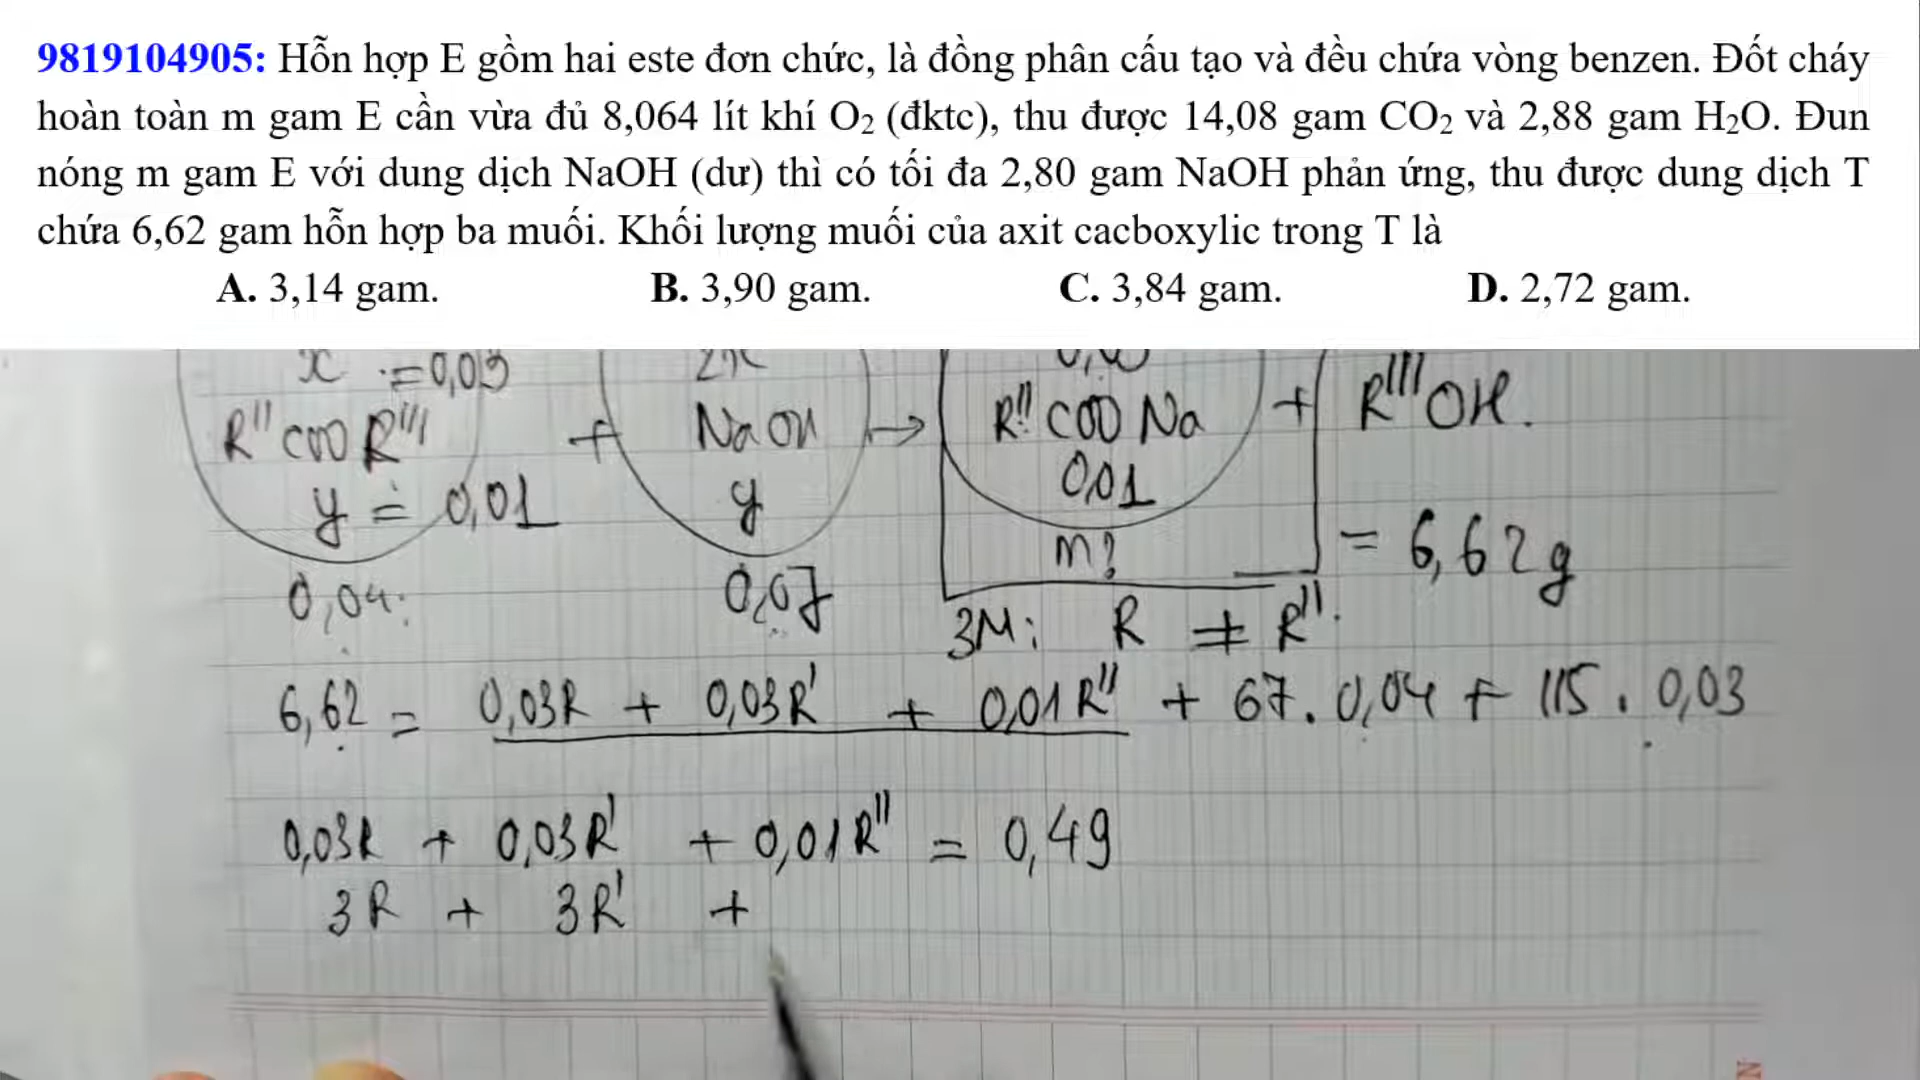 9819104905: Hỗn hợp E gồm hai este đơn chức, là đồng phân cấu tạo và đều chứa vòng benzen. Đốt cháy
hoàn toàn m gam E cần vừa đủ 8,064 lít khí O₂ (đktc), thu được 14,08 gam CO₂ và 2,88 gam H₂O. Đun
nóng m gam E với dung dịch NaOH (dư) thì có tối đa 2,80 gam NaOH phản ứng, thu được dung dịch T
chứa 6,62 gam hỗn hợp ba muối. Khối lượng muối của axit cacboxylic trong T là
A. 3,14 gam. B. 3,90 gam. C. 3,84 gam. D. 2,72 gam.
x = 0,03 2x
R'' COO R''' + NaOH → R'' COO Na + R''' OH.
y = 0,01 y 0,01
m? = 6,62g
0,04 0,07
3M: R ≠ R''
6,62 = 0,03R + 0,03R' + 0,01R'' + 67. 0,04 + 115 . 0,03
0,03R + 0,03R' + 0,01R'' = 0,49
3R + 3R' +